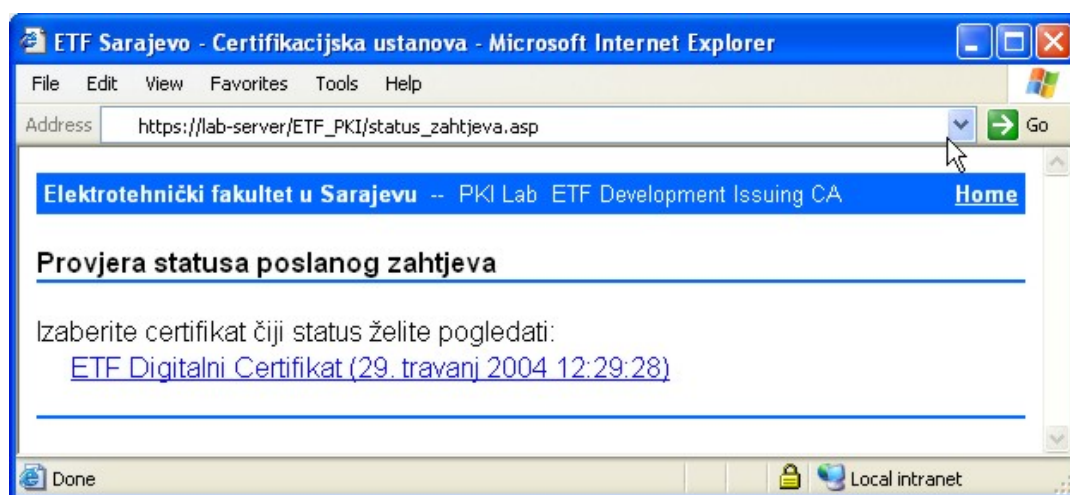 ETF Sarajevo - Certifikacijska ustanova - Microsoft Internet Explorer
File Edit View Favorites Tools Help
Address https://lab-server/ETF_PKI/status_zahtjeva.asp Go
Elektrotehnički fakultet u Sarajevu -- PKI Lab ETF Development Issuing CA Home
Provjera statusa poslanog zahtjeva
Izaberite certifikat čiji status želite pogledati:
ETF Digitalni Certifikat (29. travanj 2004 12:29:28)
Done Local intranet